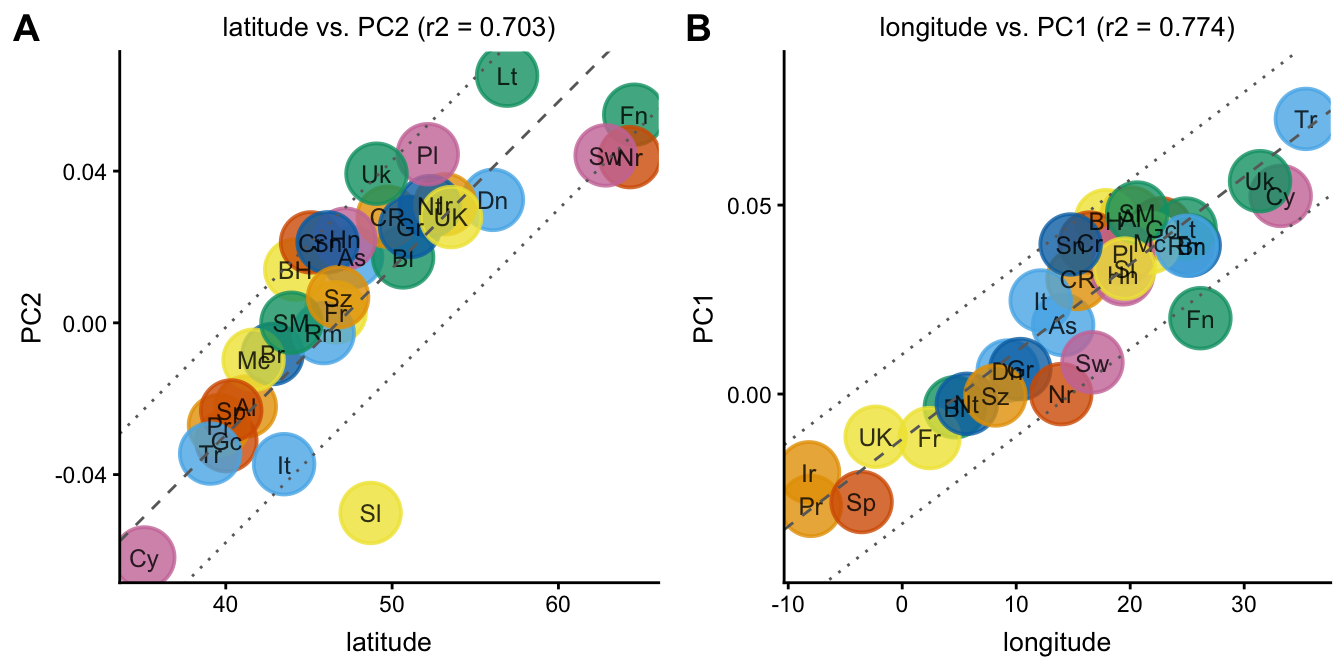 A
latitude vs. PC2 (r2 = 0.703)
Lt
Fn
Pl
Sw
Nr
Uk
0.04
Dn
CR
Nt
Ir
UK
Gr
Cr
Sn
Hn
As
Bl
BH
Sz
Fr
0.00
SM
Rm
Mc
Br
Al
Sp
Pr
Gc
Tr
It
-0.04
Sl
Cy
PC2
40
50
60
latitude
B
longitude vs. PC1 (r2 = 0.774)
Tr
Uk
Cy
0.05
BH
Al
SM
Gc
Lt
Mc
Sn
Cr
Pl
Sl
Hn
CR
It
As
Fn
Sw
Dn
Gr
0.00
Sz
Nr
Bl
Nt
UK
Fr
Ir
Pr
Sp
PC1
-10
0
10
20
30
longitude